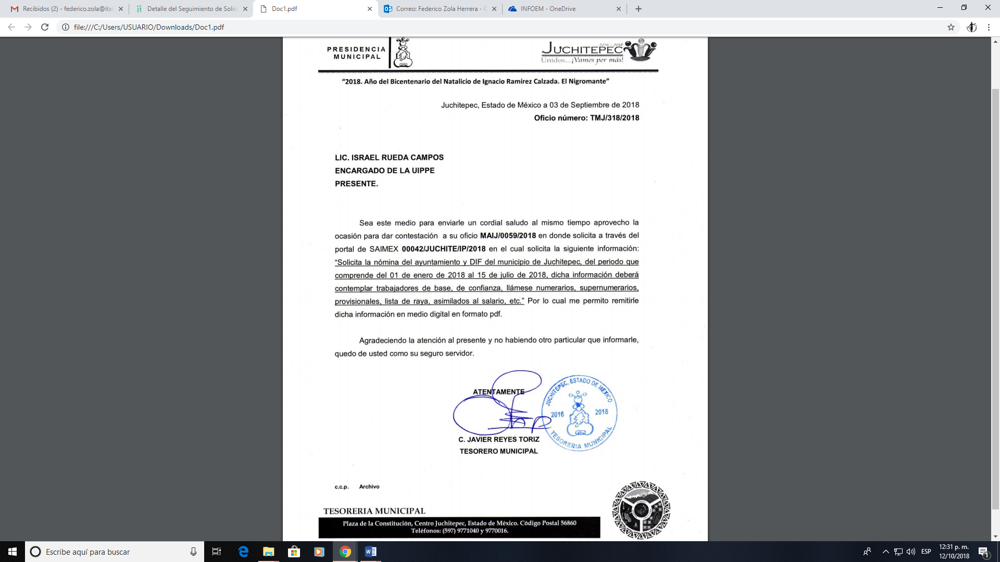 Recibidos (2) - federico.zola@itai
Detalle del Seguimiento de Solici
Doc1.pdf
Correo: Federico Zola Herrera - C
INFOEM - OneDrive
file:///C:/Users/USUARIO/Downloads/Doc1.pdf
PRESIDENCIA
MUNICIPAL
2016 - 2018
JUCHITEPEC
Unidos... ¡Vamos por más!
“2018. Año del Bicentenario del Natalicio de Ignacio Ramírez Calzada. El Nigromante”
Juchitepec, Estado de México a 03 de Septiembre de 2018
Oficio número: TMJ/318/2018
LIC. ISRAEL RUEDA CAMPOS
ENCARGADO DE LA UIPPE
PRESENTE.
Sea este medio para enviarle un cordial saludo al mismo tiempo aprovecho la
ocasión para dar contestación a su oficio MAIJ/0059/2018 en donde solicita a través del
portal de SAIMEX 00042/JUCHITE/IP/2018 en el cual solicita la siguiente información:
“Solicita la nómina del ayuntamiento y DIF del municipio de Juchitepec, del periodo que
comprende del 01 de enero de 2018 al 15 de julio de 2018, dicha información deberá
contemplar trabajadores de base, de confianza, llámese numerarios, supernumerarios,
provisionales, lista de raya, asimilados al salario, etc.” Por lo cual me permito remitirle
dicha información en medio digital en formato pdf.
Agradeciendo la atención al presente y no habiendo otro particular que informarle,
quedo de usted como su seguro servidor.
ATENTAMENTE
JUCHITEPEC, ESTADO DE MEXICO
2016 2018
TESORERIA MUNICIPAL
C. JAVIER REYES TORIZ
TESORERO MUNICIPAL
c.c.p. Archivo
TESORERIA MUNICIPAL
Plaza de la Constitución, Centro Juchitepec, Estado de México. Código Postal 56860
Teléfonos: (597) 9771040 y 9770016.
Escribe aquí para buscar
ESP
12:31 p. m.
12/10/2018
1